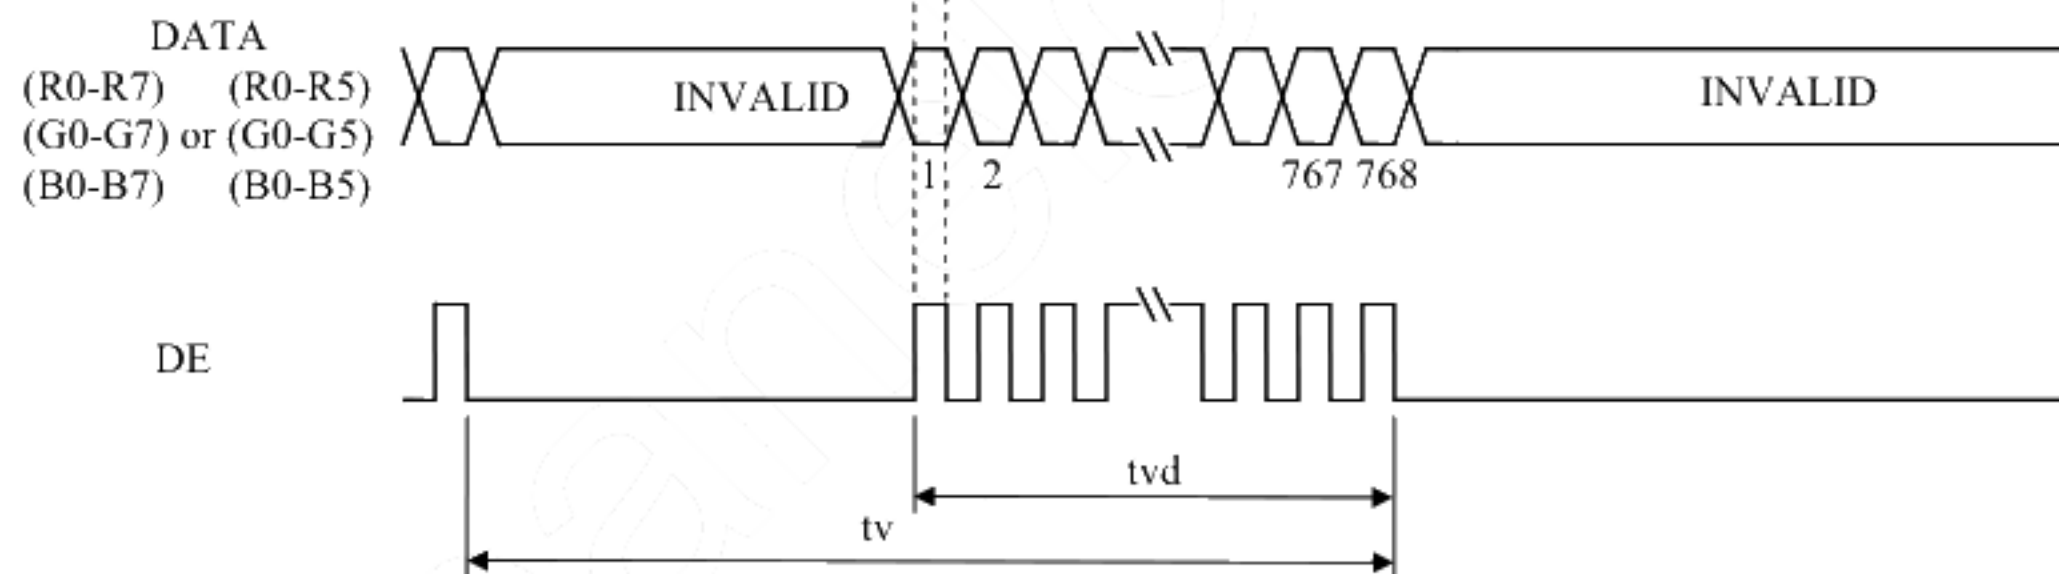 DATA
(R0-R7) (R0-R5)
(G0-G7) or (G0-G5)
(B0-B7) (B0-B5)
INVALID
INVALID
1 2 767 768
DE
tvd
tv